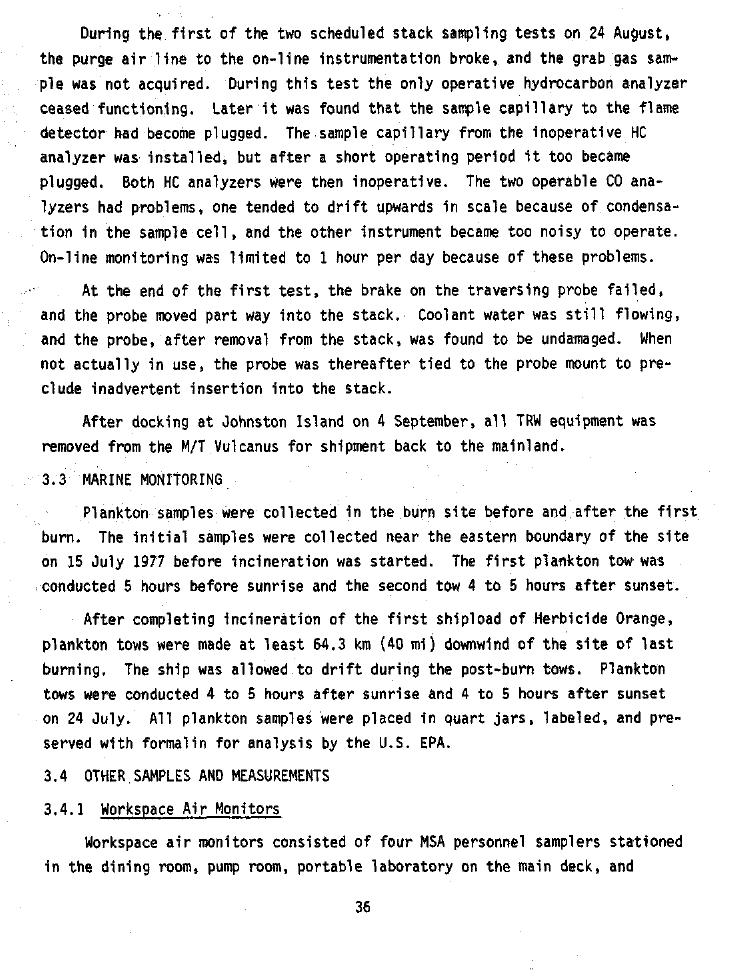 During the first of the two scheduled stack sampling tests on 24 August,
the purge air line to the on-line instrumentation broke, and the grab gas sam-
ple was not acquired. During this test the only operative hydrocarbon analyzer
ceased functioning. Later it was found that the sample capillary to the flame
detector had become plugged. The sample capillary from the inoperative HC
analyzer was installed, but after a short operating period it too became
plugged. Both HC analyzers were then inoperative. The two operable CO ana-
lyzers had problems, one tended to drift upwards in scale because of condensa-
tion in the sample cell, and the other instrument became too noisy to operate.
On-line monitoring was limited to 1 hour per day because of these problems.
At the end of the first test, the brake on the traversing probe failed,
and the probe moved part way into the stack. Coolant water was still flowing,
and the probe, after removal from the stack, was found to be undamaged. When
not actually in use, the probe was thereafter tied to the probe mount to pre-
clude inadvertent insertion into the stack.
After docking at Johnston Island on 4 September, all TRW equipment was
removed from the M/T Vulcanus for shipment back to the mainland.
3.3 MARINE MONITORING
Plankton samples were collected in the burn site before and after the first
burn. The initial samples were collected near the eastern boundary of the site
on 15 July 1977 before incineration was started. The first plankton tow was
conducted 5 hours before sunrise and the second tow 4 to 5 hours after sunset.
After completing incineration of the first shipload of Herbicide Orange,
plankton tows were made at least 64.3 km (40 mi) downwind of the site of last
burning. The ship was allowed to drift during the post-burn tows. Plankton
tows were conducted 4 to 5 hours after sunrise and 4 to 5 hours after sunset
on 24 July. All plankton samples were placed in quart jars, labeled, and pre-
served with formalin for analysis by the U.S. EPA.
3.4 OTHER SAMPLES AND MEASUREMENTS
3.4.1 Workspace Air Monitors
Workspace air monitors consisted of four MSA personnel samplers stationed
in the dining room, pump room, portable laboratory on the main deck, and
36